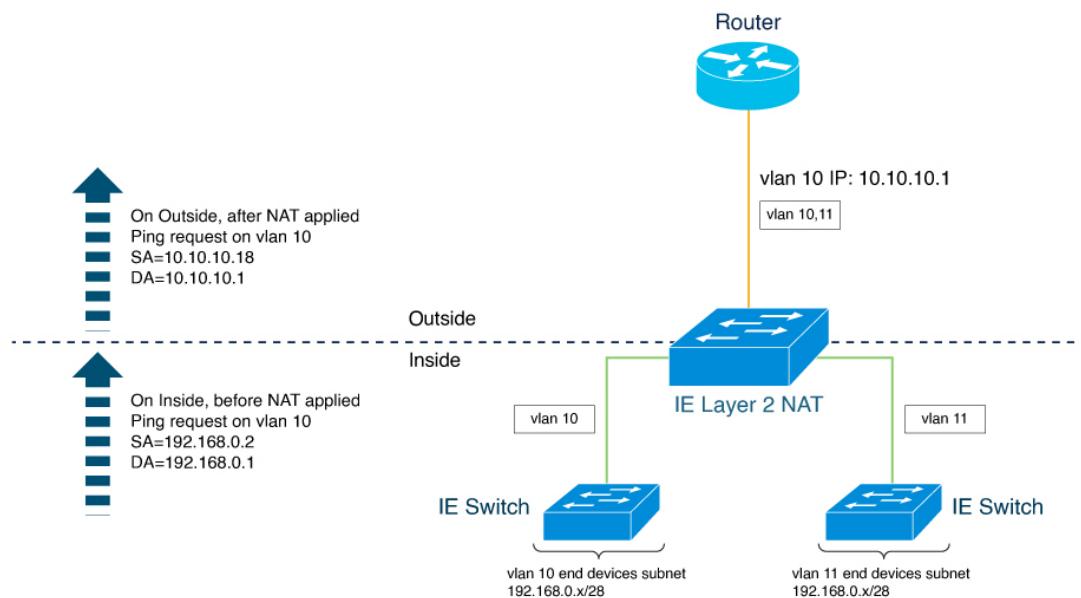 Router
vlan 10 IP: 10.10.10.1
vlan 10,11
On Outside, after NAT applied
Ping request on vlan 10
SA=10.10.10.18
DA=10.10.10.1
Outside
Inside
On Inside, before NAT applied
Ping request on vlan 10
SA=192.168.0.2
DA=192.168.0.1
IE Layer 2 NAT
vlan 10
vlan 11
IE Switch
IE Switch
vlan 10 end devices subnet
192.168.0.x/28
vlan 11 end devices subnet
192.168.0.x/28